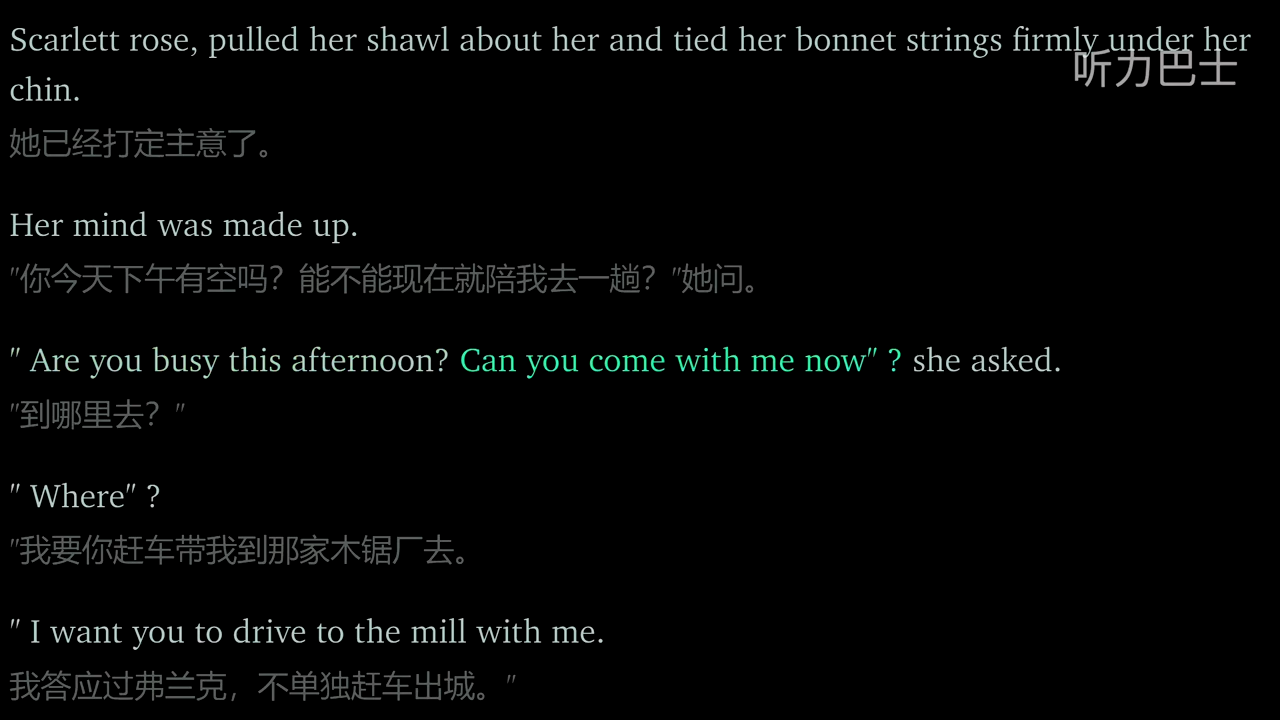 Scarlett rose, pulled her shawl about her and tied her bonnet strings firmly under her
chin.
听力巴士
她已经打定主意了。
Her mind was made up.
"你今天下午有空吗？能不能现在就陪我去一趟？"她问。
" Are you busy this afternoon? Can you come with me now" ? she asked.
"到哪里去？"
" Where" ?
"我要你赶车带我到那家木锯厂去。
" I want you to drive to the mill with me.
我答应过弗兰克，不单独赶车出城。"